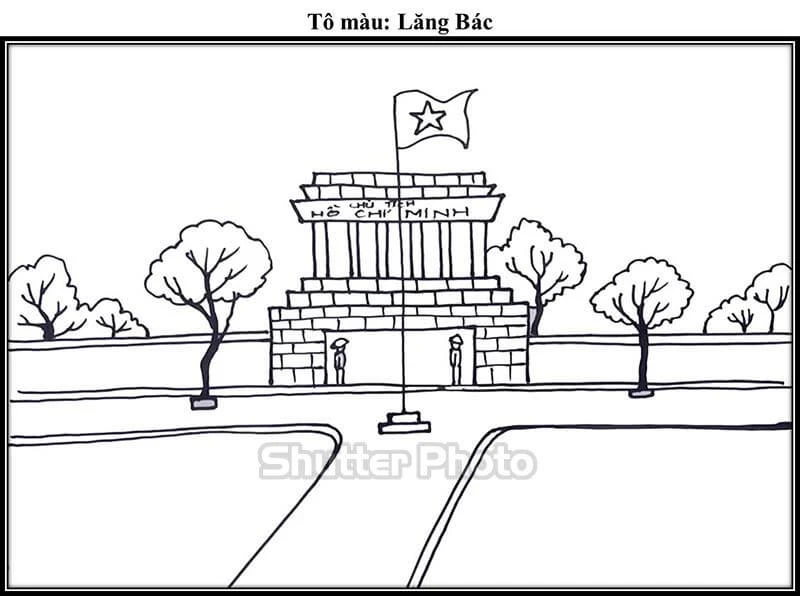 Tô màu: Lăng Bác
CHỦ TỊCH
HỒ CHÍ MINH
Shutter Photo